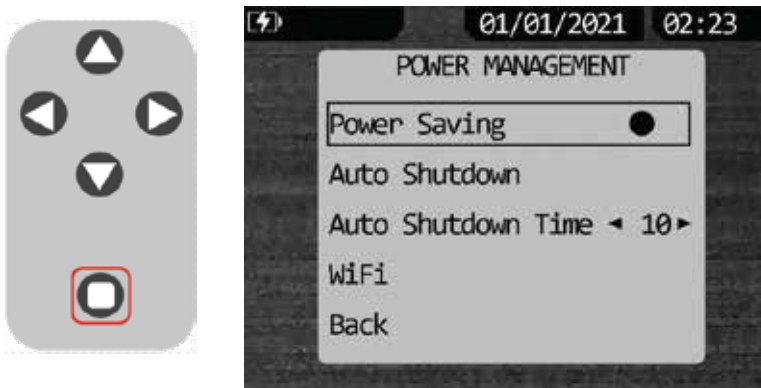 01/01/2021 02:23
POWER MANAGEMENT
Power Saving
Auto Shutdown
Auto Shutdown Time ◄ 10►
WiFi
Back